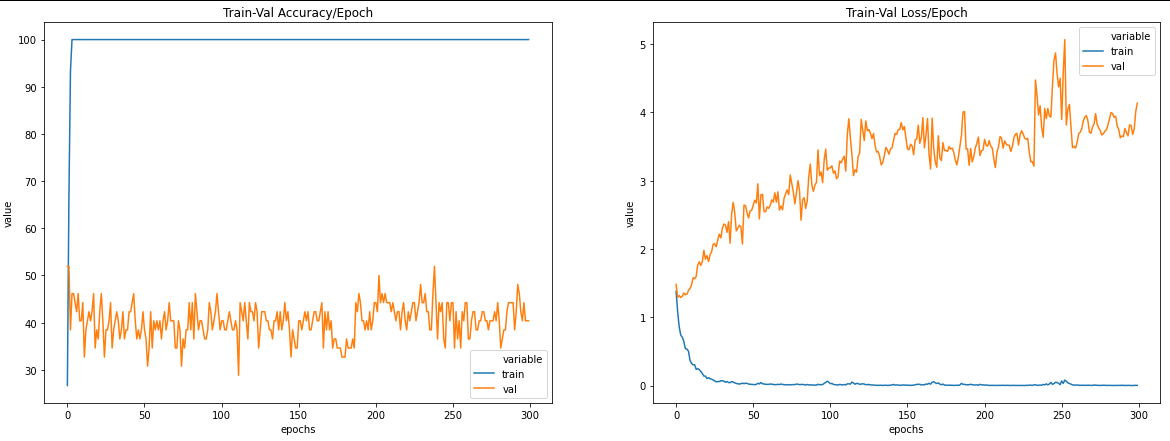 Train-Val Accuracy/Epoch
value
100
90
80
70
60
50
40
30
0
50
100
150
200
250
300
epochs
variable
train
val
Train-Val Loss/Epoch
value
5
4
3
2
1
0
0
50
100
150
200
250
300
epochs
variable
train
val